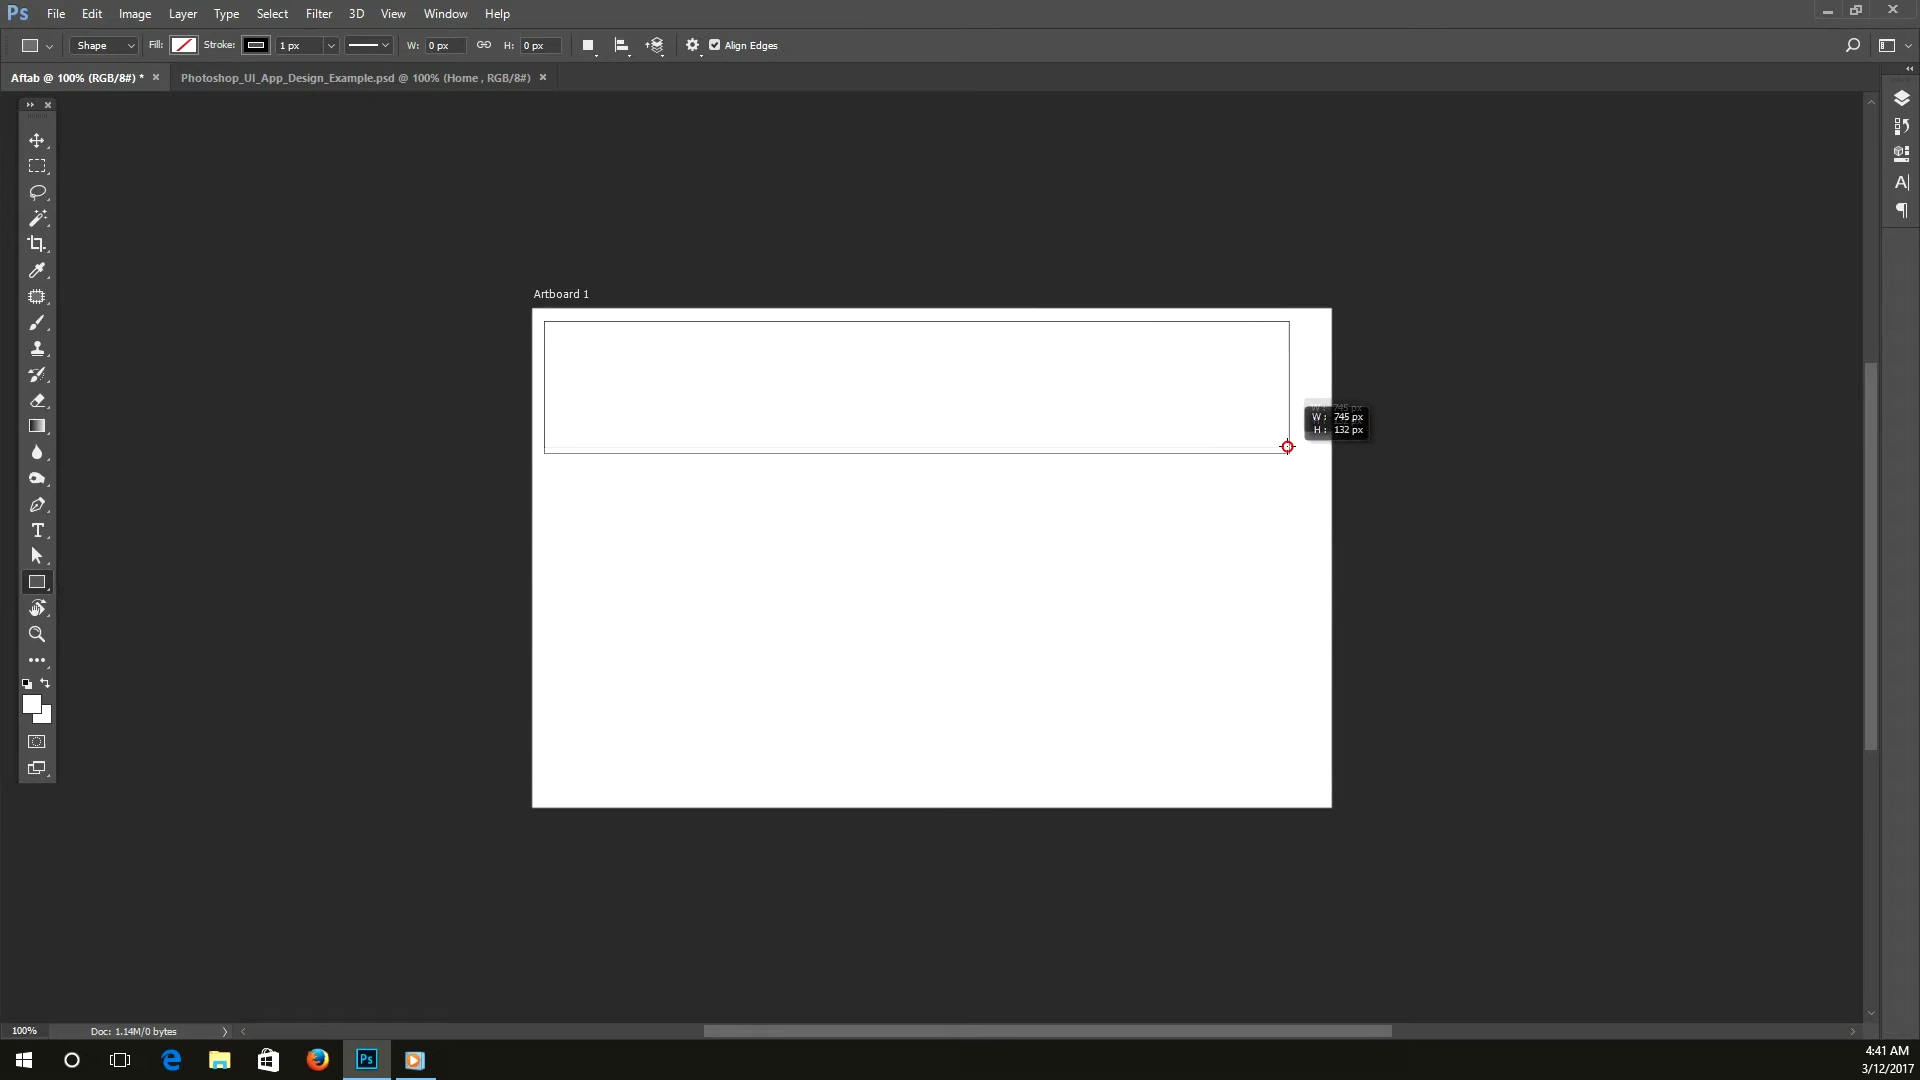 Ps File Edit Image Layer Type Select Filter 3D View Window Help
Shape Fill: Stroke: 1 px W: 0 px H: 0 px Align Edges
Aftab @ 100% (RGB/8#) * × Photoshop_UI_App_Design_Example.psd @ 100% (Home , RGB/8#) ×
Artboard 1
W : 745 px
H : 132 px
100% Doc: 1.14M/0 bytes
Ps
4:41 AM
3/12/2017